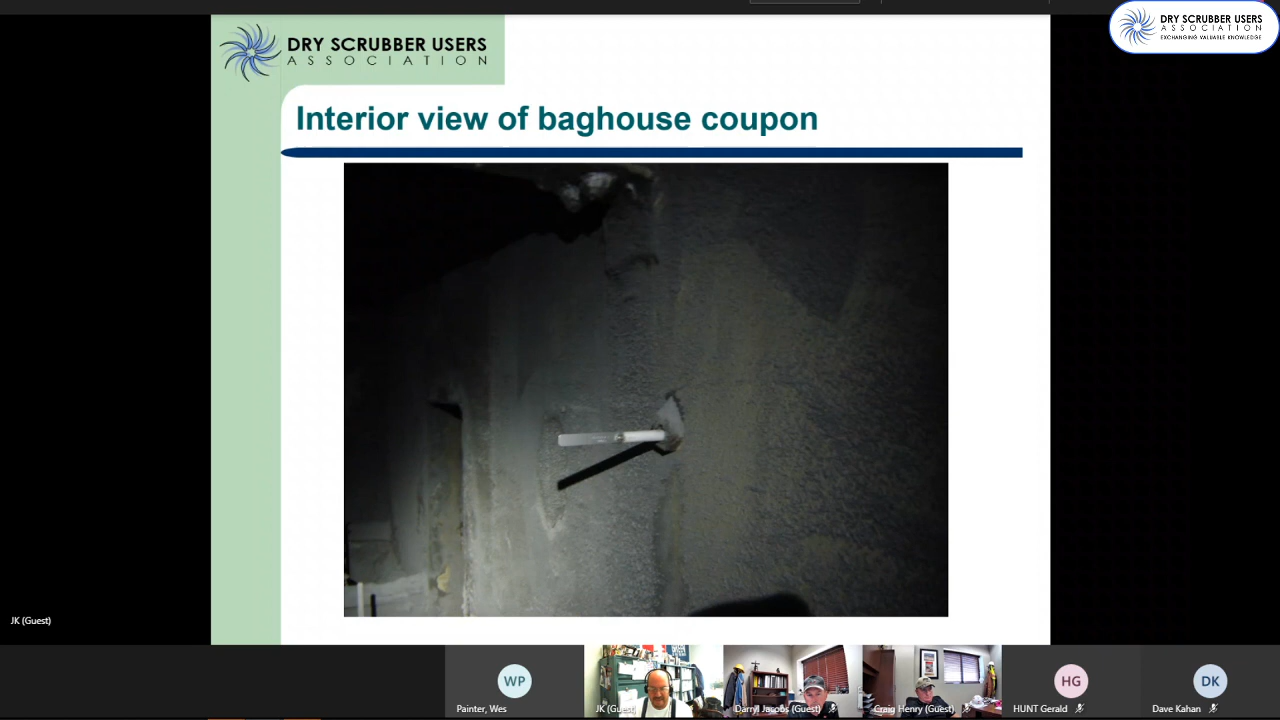 DRY SCRUBBER USERS
ASSOCIATION
DRY SCRUBBER USERS
ASSOCIATION
EXCHANGING VALUABLE KNOWLEDGE
Interior view of baghouse coupon
JK (Guest)
WP
Painter, Wes
JK (Guest)
Darryl Jacobs (Guest)
Craig Henry (Guest)
HG
HUNT Gerald
DK
Dave Kahan